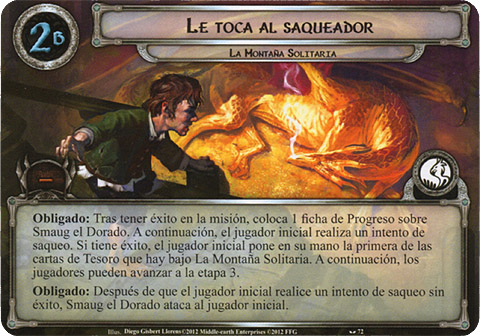 2B
Le toca al saqueador
La Montaña Solitaria
–
Obligado: Tras tener éxito en la misión, coloca 1 ficha de Progreso sobre
Smaug el Dorado. A continuación, el jugador inicial realiza un intento de
saqueo. Si tiene éxito, el jugador inicial pone en su mano la primera de las
cartas de Tesoro que hay bajo La Montaña Solitaria. A continuación, los
jugadores pueden avanzar a la etapa 3.
Obligado: Después de que el jugador inicial realice un intento de saqueo sin
éxito, Smaug el Dorado ataca al jugador inicial.
Illus. Diego Gisbert Llorens ©2012 Middle-earth Enterprises ©2012 FFG 72